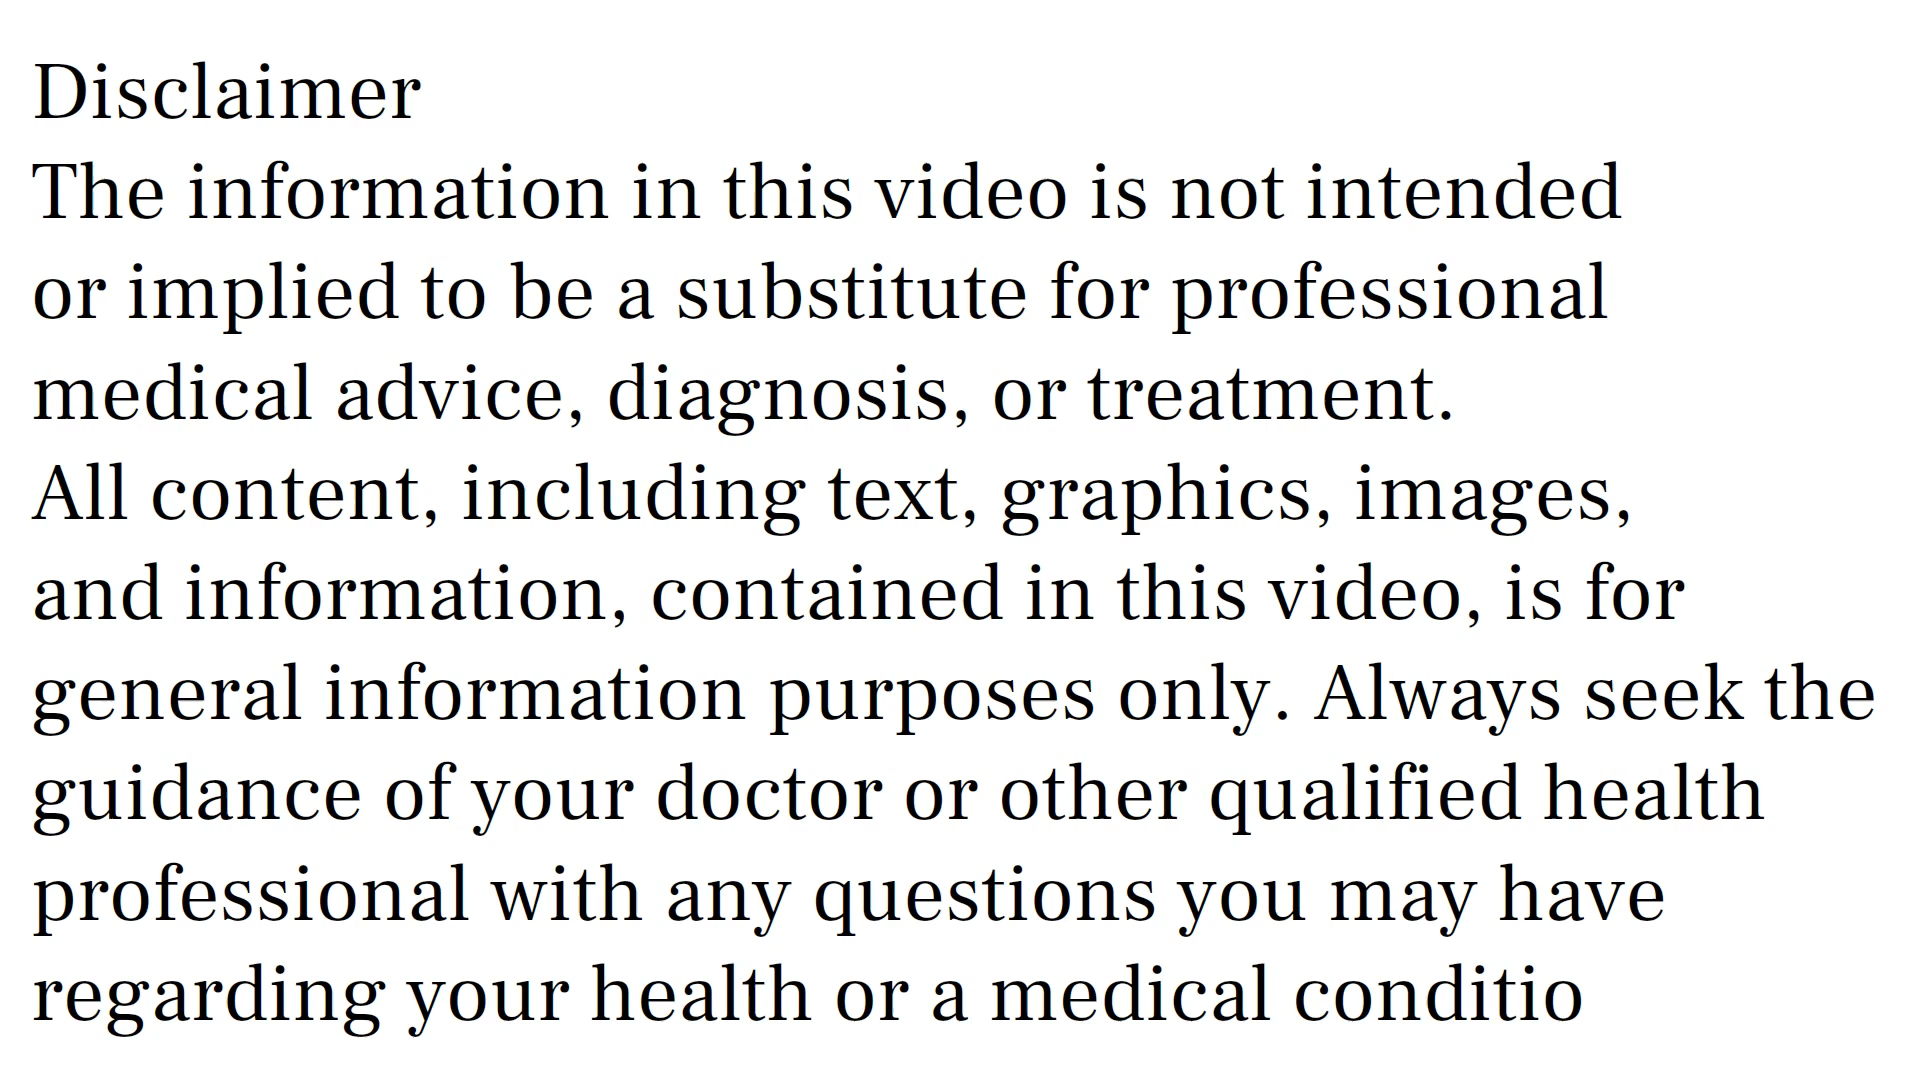 Disclaimer
The information in this video is not intended
or implied to be a substitute for professional
medical advice, diagnosis, or treatment.
All content, including text, graphics, images,
and information, contained in this video, is for
general information purposes only. Always seek the
guidance of your doctor or other qualified health
professional with any questions you may have
regarding your health or a medical conditio